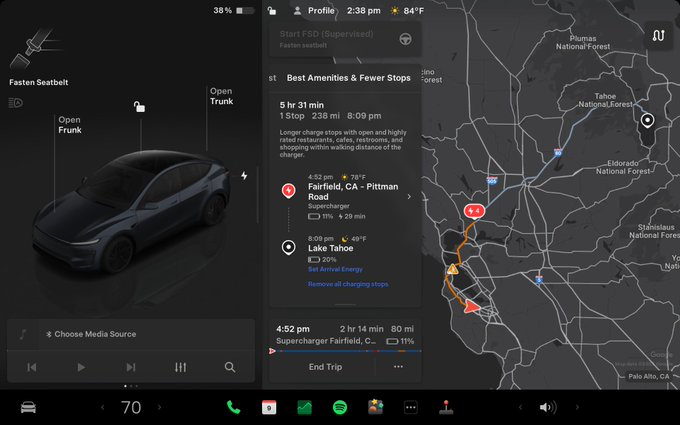 38 %
Profile
2:38 pm
84°F
Fasten Seatbelt
Open
Frunk
Open
Trunk
Choose Media Source
Start FSD (Supervised)
Fasten seatbelt
st
Best Amenities & Fewer Stops
5 hr 31 min
1 Stop 238 mi 8:09 pm
Longer charge stops with open and highly
rated restaurants, cafes, restrooms, and
shopping within walking distance of the
charger.
4:52 pm 78°F
Fairfield, CA - Pittman
Road
Supercharger
11% 29 min
8:09 pm 49°F
Lake Tahoe
20%
Set Arrival Energy
Remove all charging stops
4:52 pm 2 hr 14 min 80 mi
Supercharger Fairfield, C... 11%
End Trip
Plumas
National Forest
cino
Forest
Tahoe
National Forest
80
505
Eldorado
National Forest
4
Stanislaus
National Fores
Yo
Na
5
Google
Palo Alto, CA
70
9